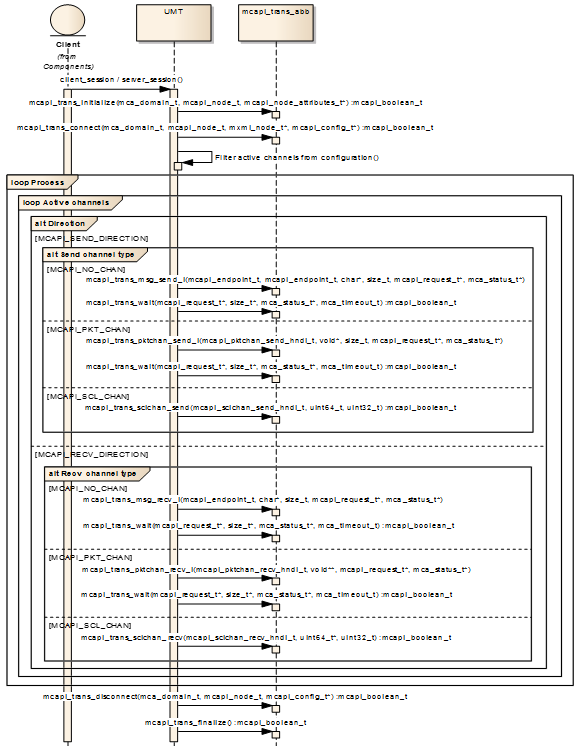 UMT
mcapi_trans_abb
Client
(from
Components)
client_session / server_session()
mcapi_trans_initialize(mca_domain_t, mcapi_node_t, mcapi_node_attributes_t*) :mcapi_boolean_t
mcapi_trans_connect(mca_domain_t, mcapi_node_t, mxml_node_t*, mcapi_config_t*) :mcapi_boolean_t
Filter active channels from configuration()
loop Process
loop Active channels
alt Direction
[MCAPI_SEND_DIRECTION]
alt Send channel type
[MCAPI_NO_CHAN]
mcapi_trans_msg_send_i(mcapi_endpoint_t, mcapi_endpoint_t, char*, size_t, mcapi_request_t*, mca_status_t*)
mcapi_trans_wait(mcapi_request_t*, size_t*, mca_status_t*, mca_timeout_t) :mcapi_boolean_t
[MCAPI_PKT_CHAN]
mcapi_trans_pktchan_send_i(mcapi_pktchan_send_hndl_t, void*, size_t, mcapi_request_t*, mca_status_t*)
mcapi_trans_wait(mcapi_request_t*, size_t*, mca_status_t*, mca_timeout_t) :mcapi_boolean_t
[MCAPI_SCL_CHAN]
mcapi_trans_sclchan_send(mcapi_sclchan_send_hndl_t, uint64_t, uint32_t) :mcapi_boolean_t
[MCAPI_RECV_DIRECTION]
alt Recv channel type
[MCAPI_NO_CHAN]
mcapi_trans_msg_recv_i(mcapi_endpoint_t, char*, size_t, mcapi_request_t*, mca_status_t*)
mcapi_trans_wait(mcapi_request_t*, size_t*, mca_status_t*, mca_timeout_t) :mcapi_boolean_t
[MCAPI_PKT_CHAN]
mcapi_trans_pktchan_recv_i(mcapi_pktchan_recv_hndl_t, void**, mcapi_request_t*, mca_status_t*)
mcapi_trans_wait(mcapi_request_t*, size_t*, mca_status_t*, mca_timeout_t) :mcapi_boolean_t
[MCAPI_SCL_CHAN]
mcapi_trans_sclchan_recv(mcapi_sclchan_recv_hndl_t, uint64_t*, uint32_t) :mcapi_boolean_t
mcapi_trans_disconnect(mca_domain_t, mcapi_node_t, mcapi_config_t*) :mcapi_boolean_t
mcapi_trans_finalize() :mcapi_boolean_t